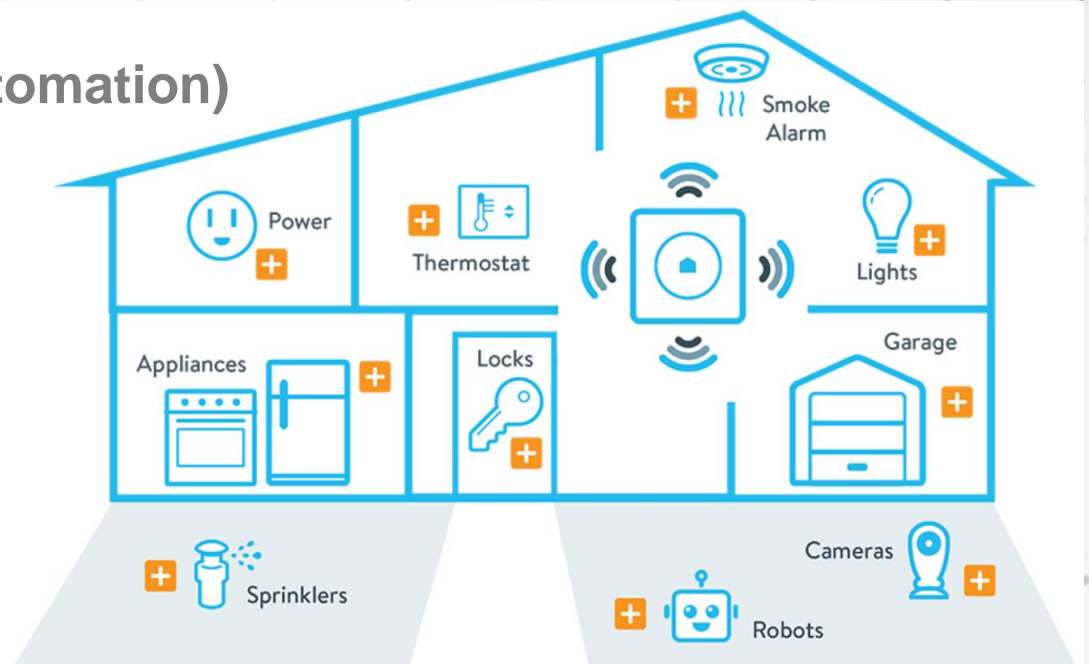 tomation)
Smoke
Alarm
Power
Thermostat
Lights
Appliances
Locks
Garage
Sprinklers
Cameras
Robots